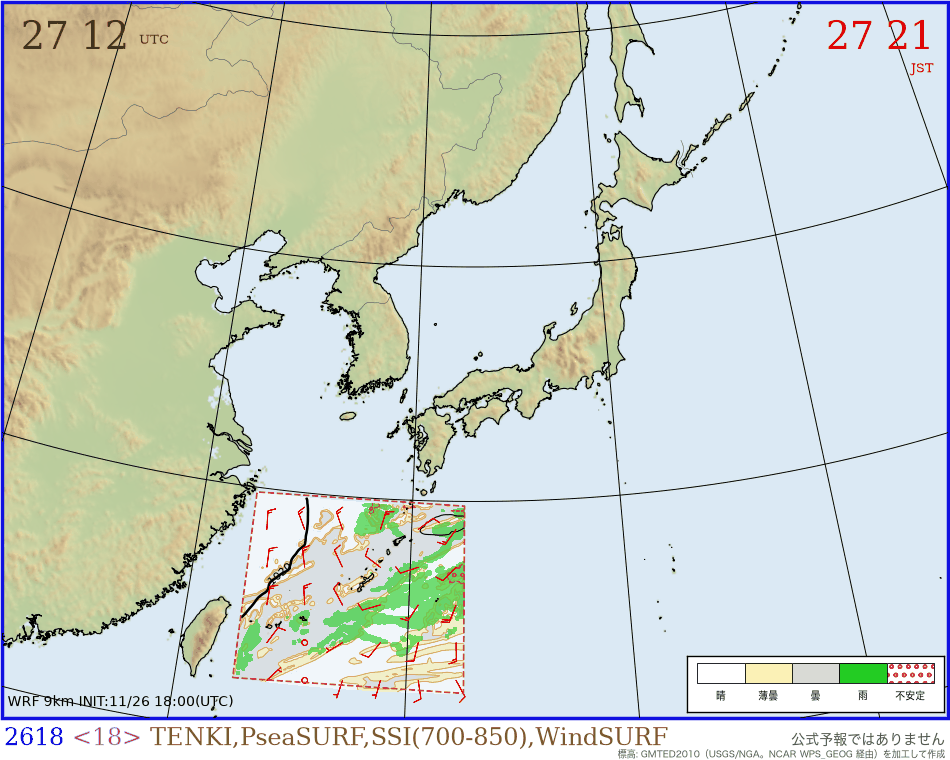 27 12 UTC
27 21
JST
晴 薄曇 曇 雨 不安定
WRF 9km INIT:11/26 18:00(UTC)
2618 <18> TENKI,PseaSURF,SSI(700-850),WindSURF
公式予報ではありません
標高: GMTED2010（USGS/NGA。NCAR WPS_GEOG 経由）を加工して作成